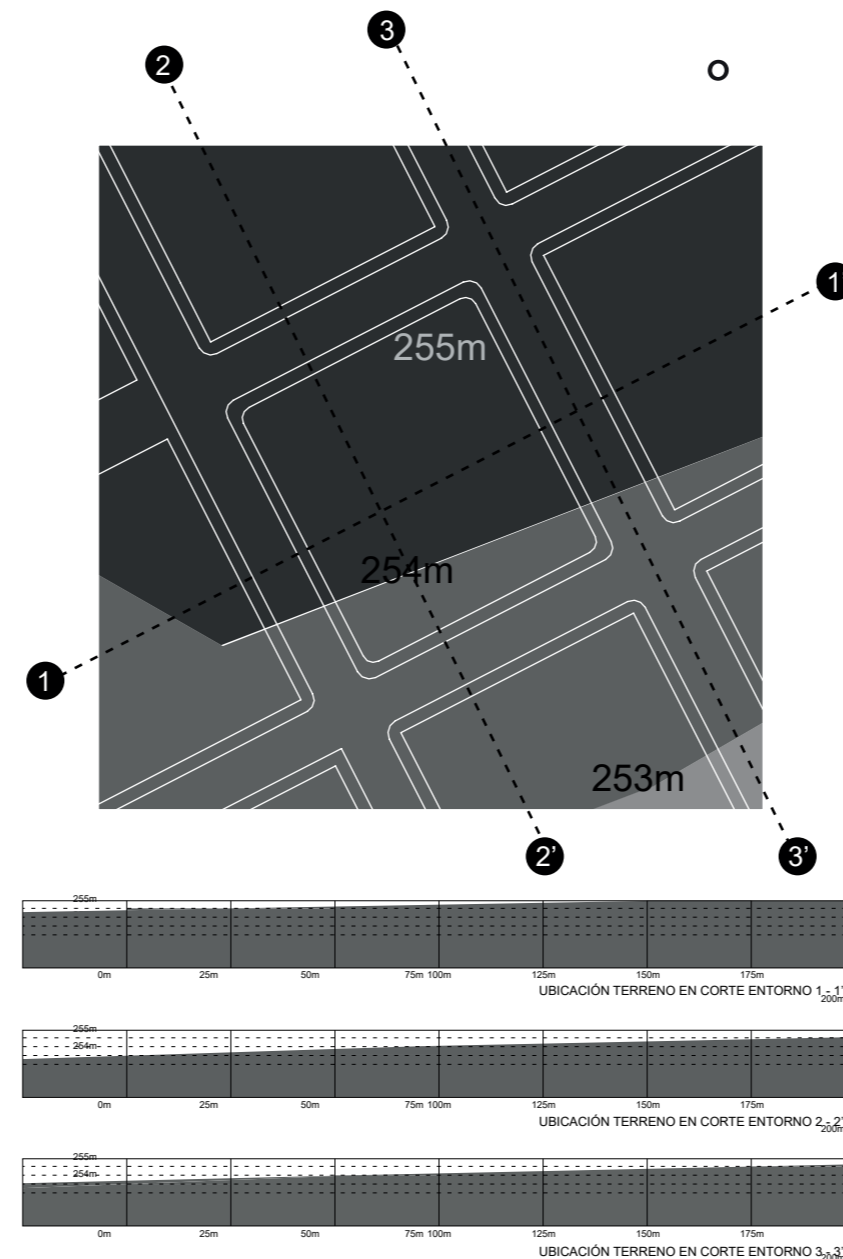 3
2
1'
255m
254m
1
253m
2'
3'
255m
0m 25m 50m 75m 100m 125m 150m 175m
UBICACIÓN TERRENO EN CORTE ENTORNO 1 - 1'
200m
255m
254m
0m 25m 50m 75m 100m 125m 150m 175m
UBICACIÓN TERRENO EN CORTE ENTORNO 2 - 2'
200m
255m
254m
0m 25m 50m 75m 100m 125m 150m 175m
UBICACIÓN TERRENO EN CORTE ENTORNO 3 - 3'
200m